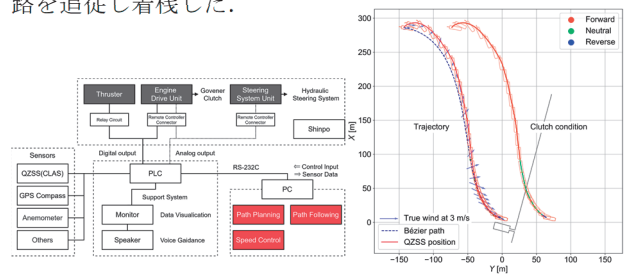 路を追従し着桟した．
Thruster
Engine
Drive Unit
Govener
Clutch
Steering
System Unit
Hydraulic
Steering System
Relay Circuit
Remote Controller
Connector
Remote Controller
Connector
Shinpo
Digital output
Analog output
Sensors
QZSS(CLAS)
GPS Compass
Anemometer
Others
PLC
RS-232C
⇐ Control Input
⇒ Sensor Data
Support System
Monitor
Data Visualication
Speaker
Voice Gaidance
PC
Path Planning
Path Following
Speed Control
Forward
Neutral
Reverse
Trajectory
Clutch condition
True wind at 3 m/s
Bézier path
QZSS position
X [m]
300
250
200
150
100
50
0
−150
−100
−50
0
50
100
150
Y [m]